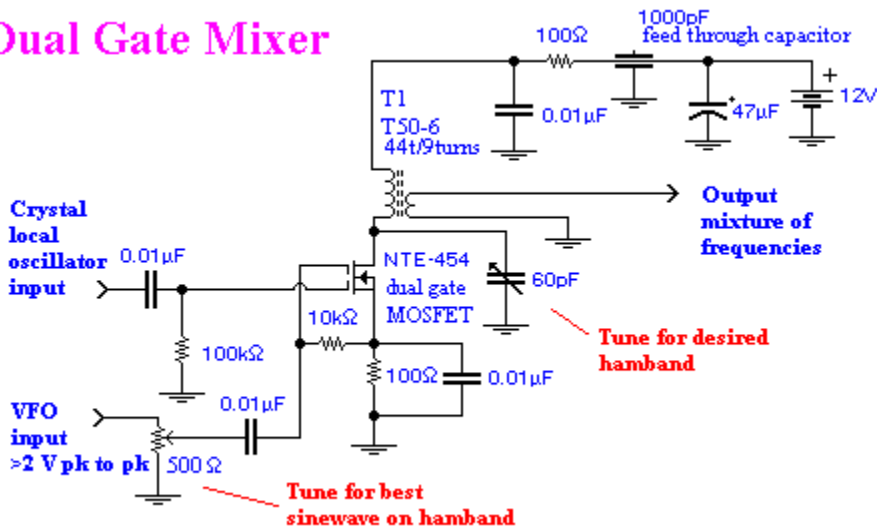 Dual Gate Mixer
1000pF
feed through capacitor
100Ω
+
12V
47µF
0.01µF
T1
T50-6
44t/9turns
Output
mixture of
frequencies
Crystal
local
oscillator
input
0.01µF
NTE-454
dual gate
MOSFET
60pF
10kΩ
100kΩ
Tune for desired
hamband
100Ω
0.01µF
0.01µF
VFO
input
>2 V pk to pk
500 Ω
Tune for best
sinewave on hamband